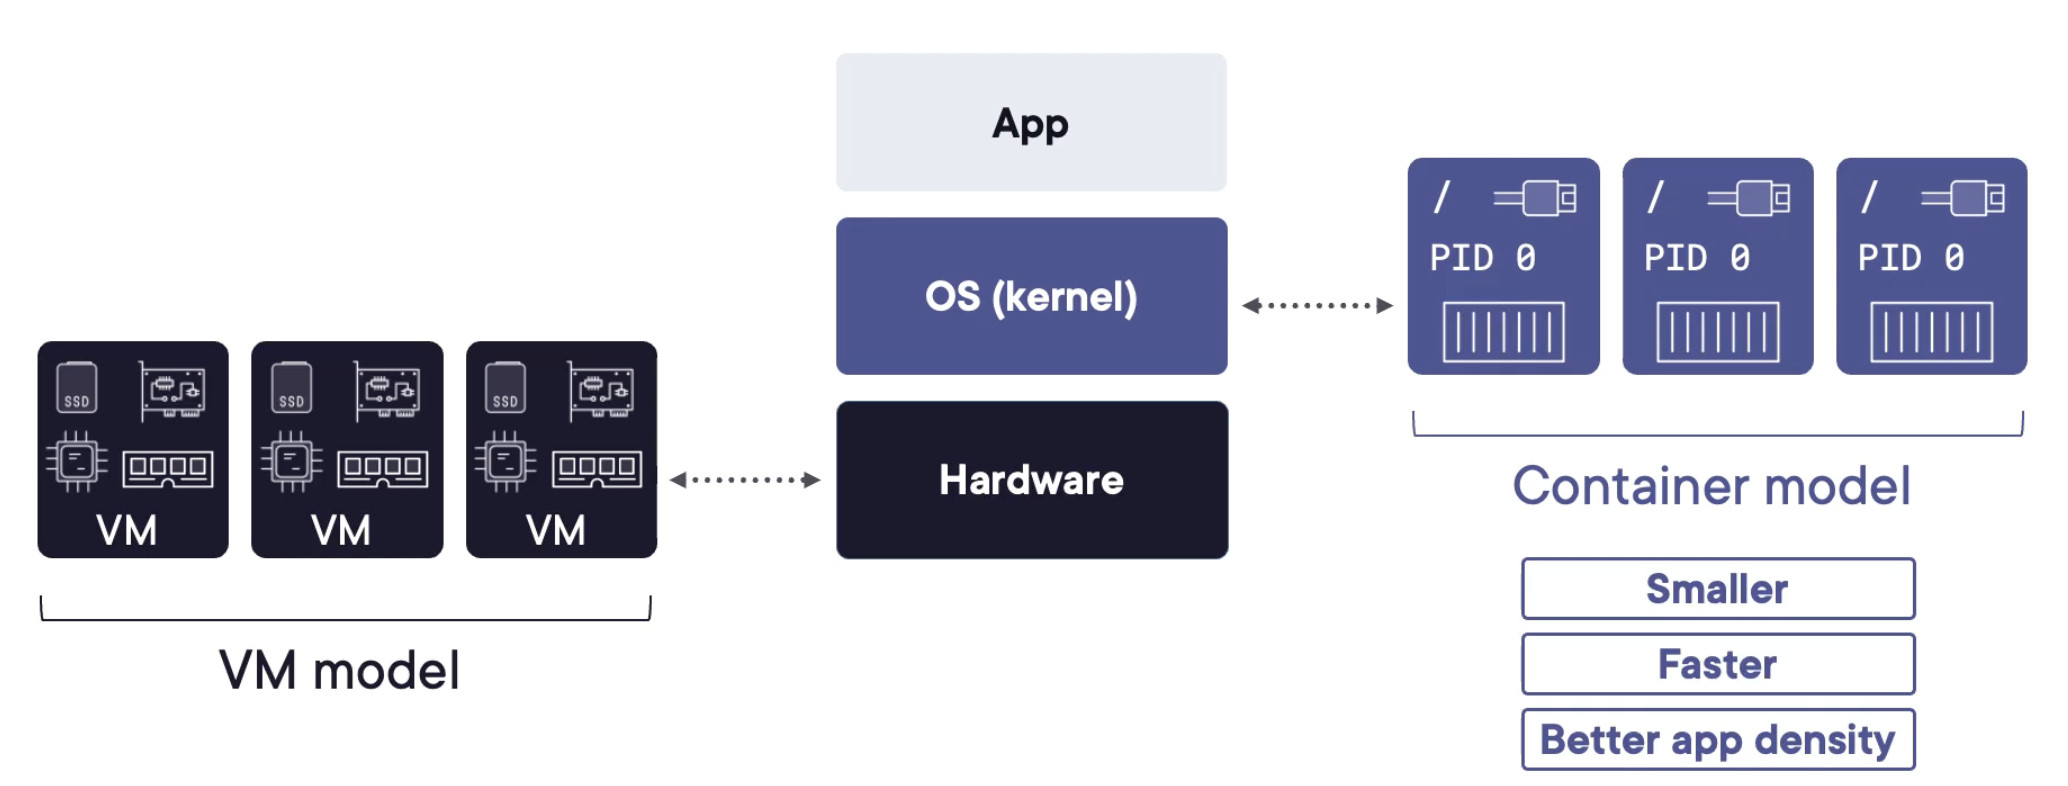 App
OS (kernel)
Hardware
SSD
VM
SSD
VM
SSD
VM
VM model
/
PID 0
/
PID 0
/
PID 0
Container model
Smaller
Faster
Better app density